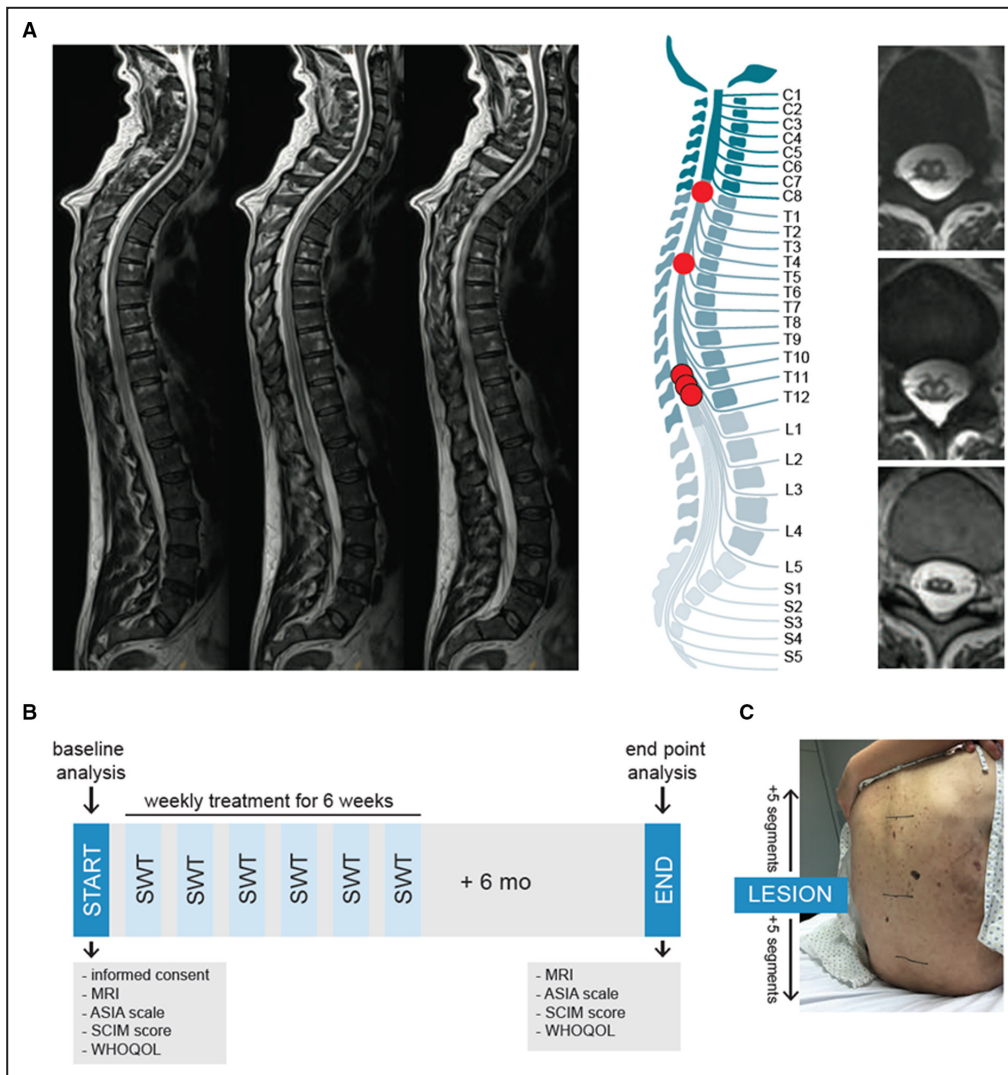 A
C1
C2
C3
C4
C5
C6
C7
C8
T1
T2
T3
T4
T5
T6
T7
T8
T9
T10
T11
T12
L1
L2
L3
L4
L5
S1
S2
S3
S4
S5
B
baseline
analysis
weekly treatment for 6 weeks
end point
analysis
START
SWT
SWT
SWT
SWT
SWT
SWT
+ 6 mo
END
- informed consent
- MRI
- ASIA scale
- SCIM score
- WHOQOL
- MRI
- ASIA scale
- SCIM score
- WHOQOL
C
+5 segments
LESION
+5 segments